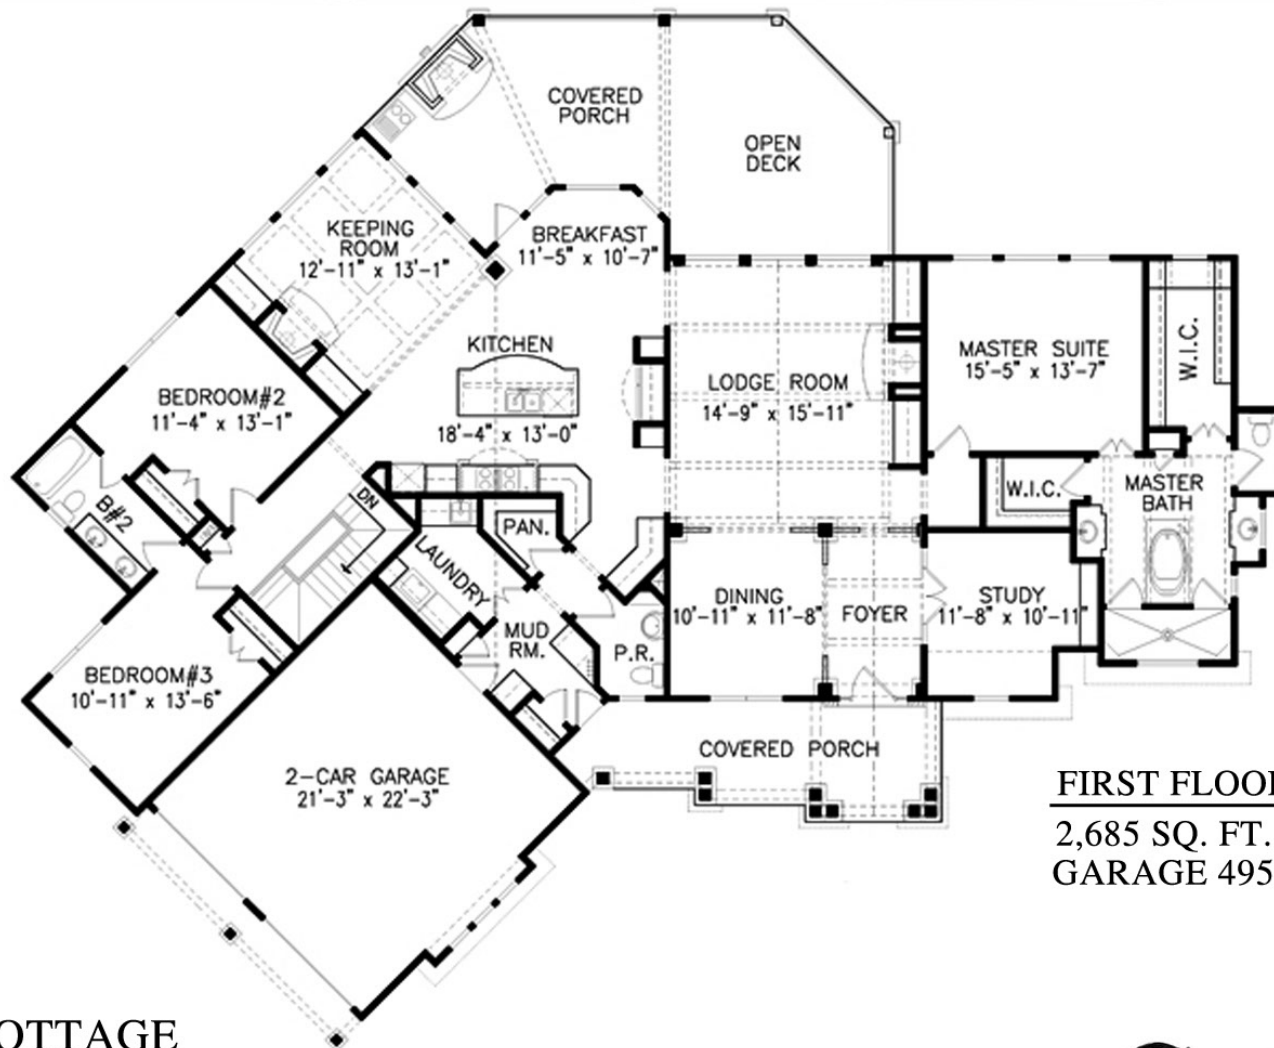 COVERED
PORCH
OPEN
DECK
KEEPING
ROOM
12'-11" x 13'-1"
BREAKFAST
11'-5" x 10'-7"
KITCHEN
18'-4" x 13'-0"
LODGE ROOM
14'-9" x 15'-11"
MASTER SUITE
15'-5" x 13'-7"
W.I.C.
BEDROOM#2
11'-4" x 13'-1"
B#2
DN
W.I.C.
MASTER
BATH
PAN.
LAUNDRY
MUD
RM.
P.R.
DINING
10'-11" x 11'-8"
FOYER
STUDY
11'-8" x 10'-11"
BEDROOM#3
10'-11" x 13'-6"
2-CAR GARAGE
21'-3" x 22'-3"
COVERED PORCH
FIRST FLOO
2,685 SQ. FT.
GARAGE 495
OTTAGE